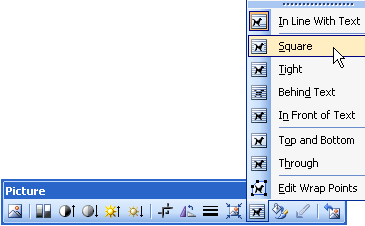 In Line With Text
Square
Tight
Behind Text
In Front of Text
Top and Bottom
Through
Edit Wrap Points
Picture